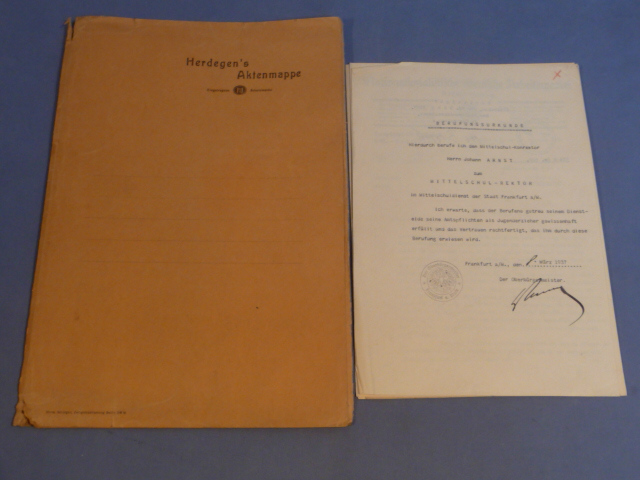 Herdegen's
Aktenmappe
BERUFUNGSURKUNDE
Hierdurch berufe ich den Mittelschul-Konrektor
Herrn Johann
zum
MITTELSCHUL-REKTOR
im Mittelschuldienst der Stadt Frankfurt a/M.
Ich erwarte, dass der Berufene getreu seinem Dienst-
eide seine Amtspflichten als Jugenderzieher gewissenhaft
erfüllt und das Vertrauen rechtfertigt, das ihm durch diese
Berufung erwiesen wird.
Frankfurt a/M., den März
Der Oberbürgermeister.